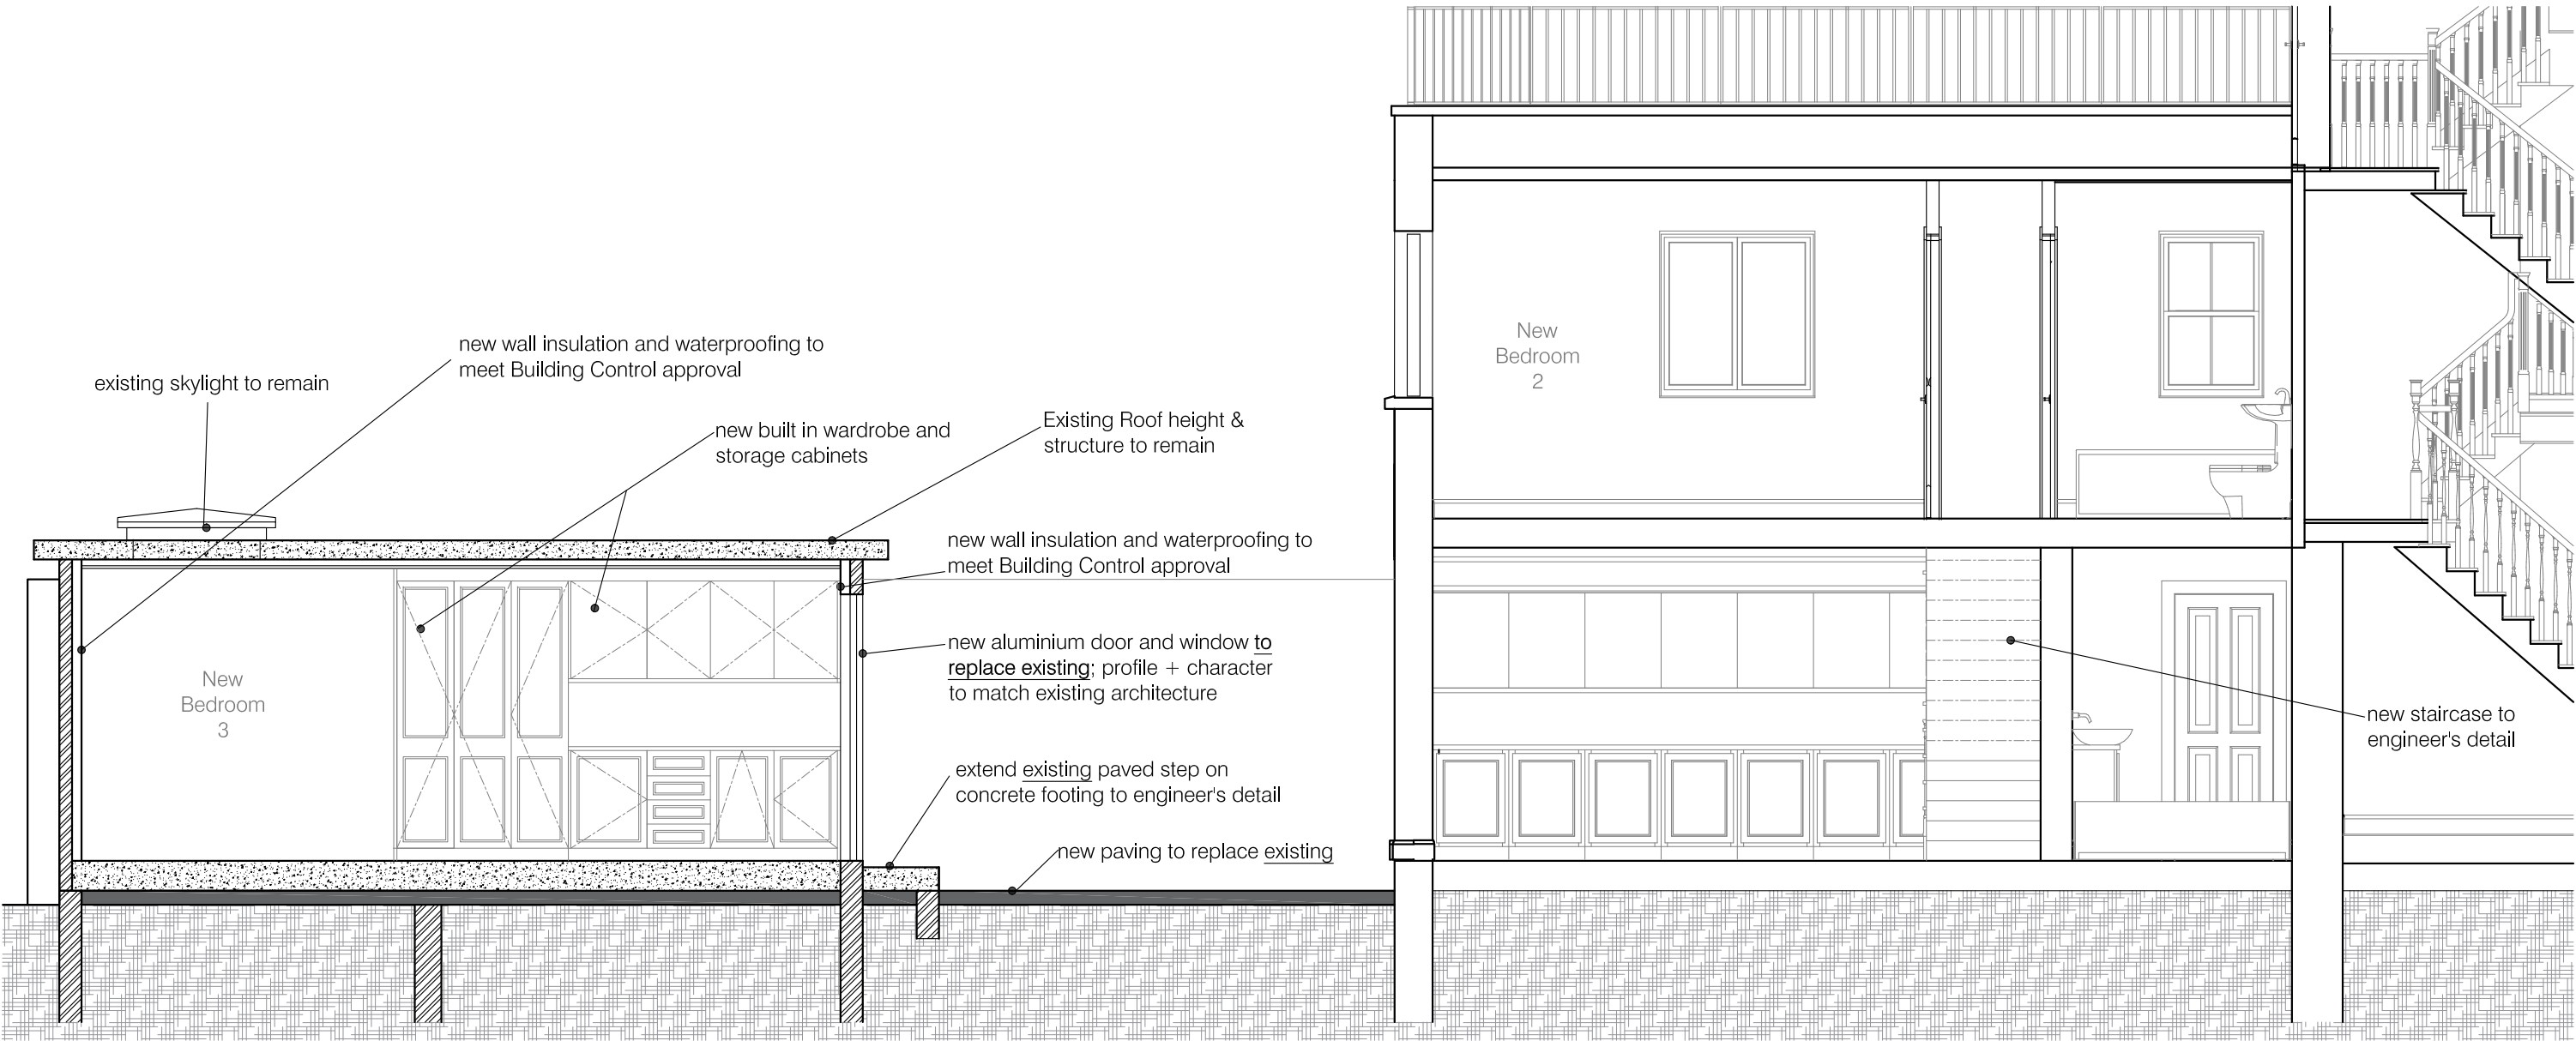 new wall insulation and waterproofing to
meet Building Control approval
existing skylight to remain
new built in wardrobe and
storage cabinets
Existing Roof height &
structure to remain
New
Bedroom
2
new wall insulation and waterproofing to
meet Building Control approval
new aluminium door and window to
replace existing; profile + character
to match existing architecture
New
Bedroom
3
new staircase to
engineer's detail
extend existing paved step on
concrete footing to engineer's detail
new paving to replace existing